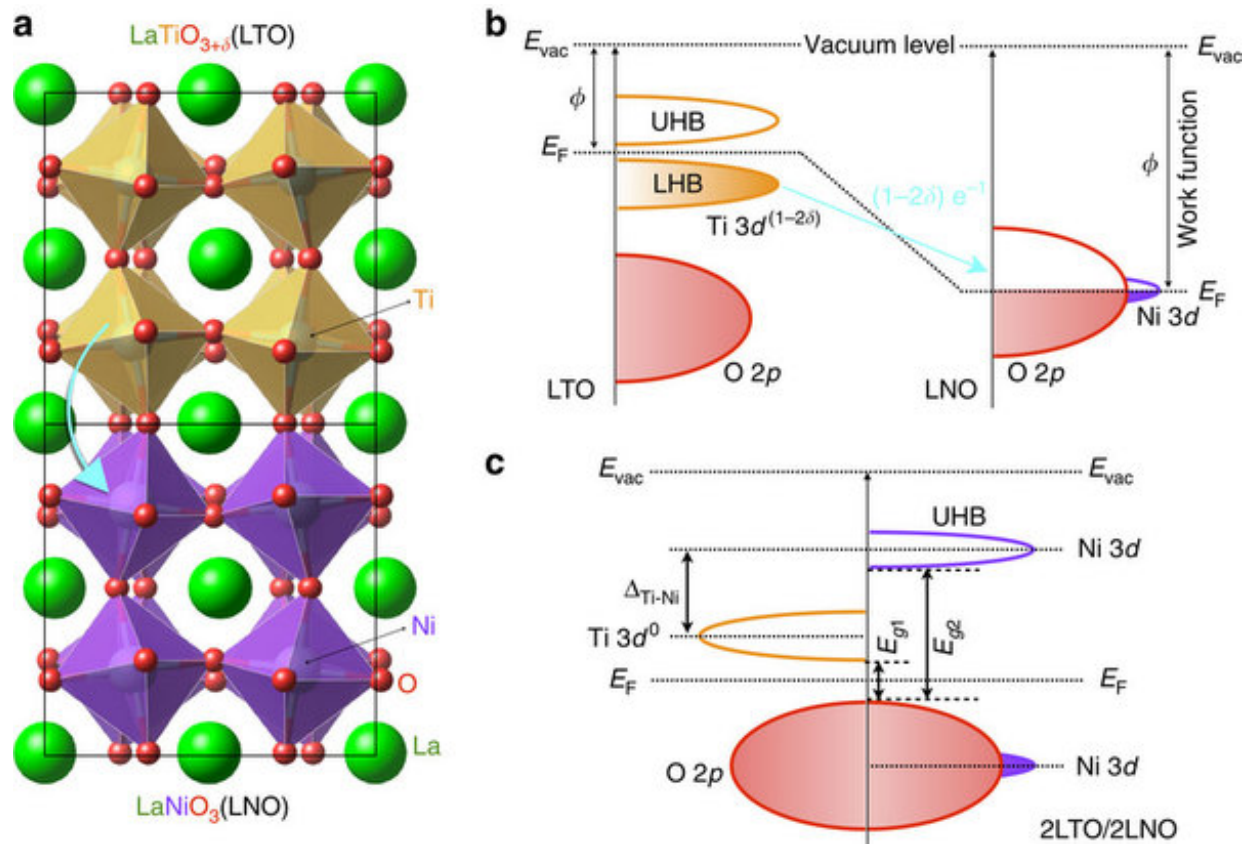 a
LaTiO₃₊δ(LTO)
Ti
Ni
O
La
LaNiO₃(LNO)
b
Evac
Vacuum level
Evac
ϕ
UHB
EF
LHB
(1–2δ) e⁻¹
Ti 3d⁽¹⁻²δ⁾
ϕ
Work function
EF
Ni 3d
O 2p
O 2p
LTO
LNO
c
Evac
Evac
UHB
Ni 3d
ΔTi-Ni
Ti 3d⁰
Eg1
Eg2
EF
EF
O 2p
Ni 3d
2LTO/2LNO